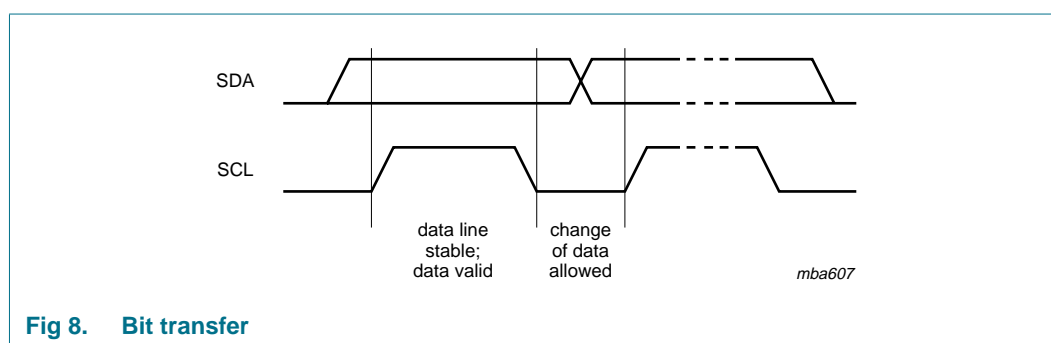 SDA
SCL
data line
stable;
data valid
change
of data
allowed
mba607
Fig 8. Bit transfer